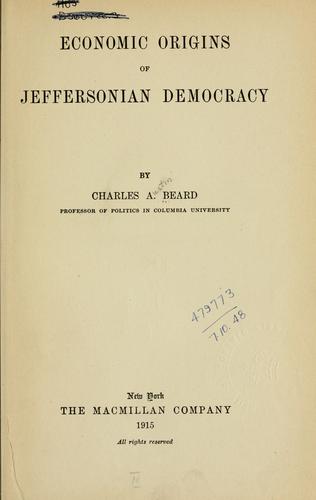 ECONOMIC ORIGINS
OF
JEFFERSONIAN DEMOCRACY
BY
CHARLES A. BEARD
PROFESSOR OF POLITICS IN COLUMBIA UNIVERSITY
479773
7.10.48
New York
THE MACMILLAN COMPANY
1915
All rights reserved